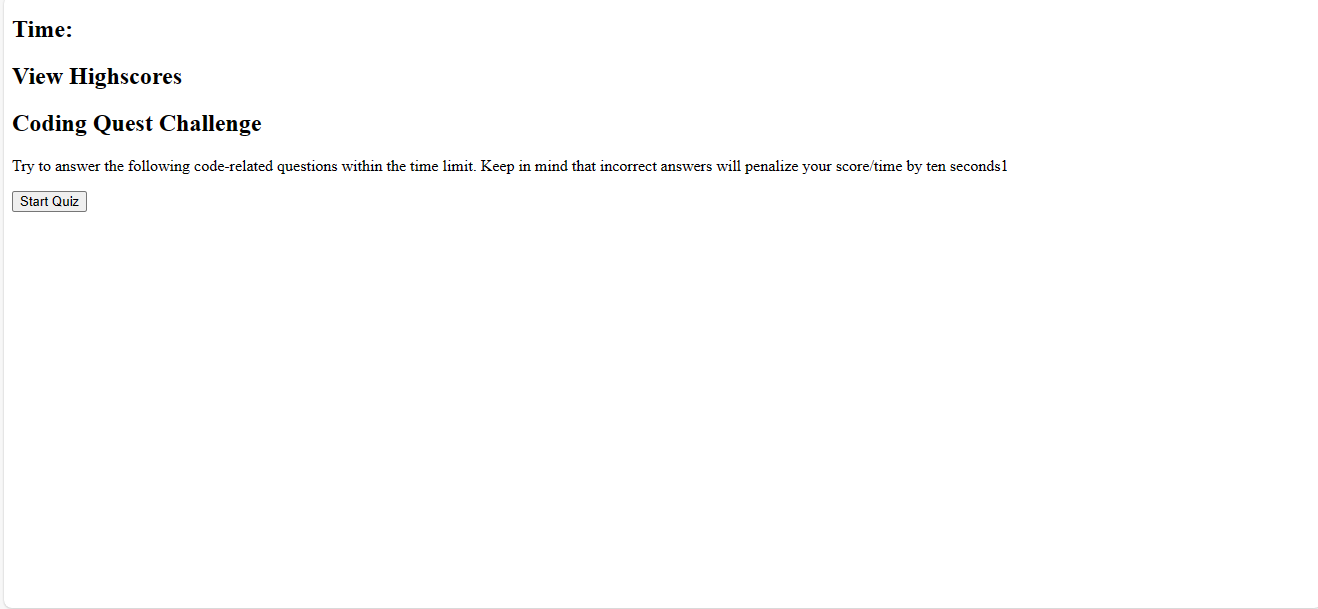 Time:
View Highscores
Coding Quest Challenge
Try to answer the following code-related questions within the time limit. Keep in mind that incorrect answers will penalize your score/time by ten seconds1
Start Quiz